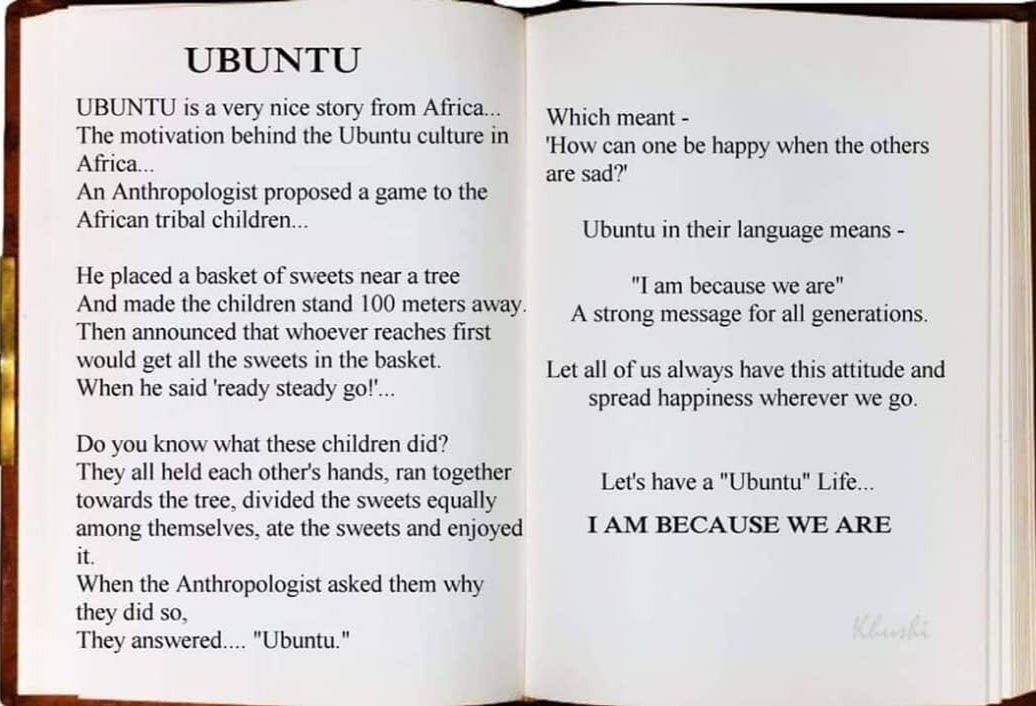 UBUNTU
UBUNTU is a very nice story from Africa...
The motivation behind the Ubuntu culture in
Africa...
An Anthropologist proposed a game to the
African tribal children...
He placed a basket of sweets near a tree
And made the children stand 100 meters away.
Then announced that whoever reaches first
would get all the sweets in the basket.
When he said 'ready steady go!'...
Do you know what these children did?
They all held each other's hands, ran together
towards the tree, divided the sweets equally
among themselves, ate the sweets and enjoyed
it.
When the Anthropologist asked them why
they did so,
They answered.... "Ubuntu."
Which meant -
'How can one be happy when the others
are sad?'
Ubuntu in their language means -
"I am because we are"
A strong message for all generations.
Let all of us always have this attitude and
spread happiness wherever we go.
Let's have a "Ubuntu" Life...
I AM BECAUSE WE ARE
Khushi